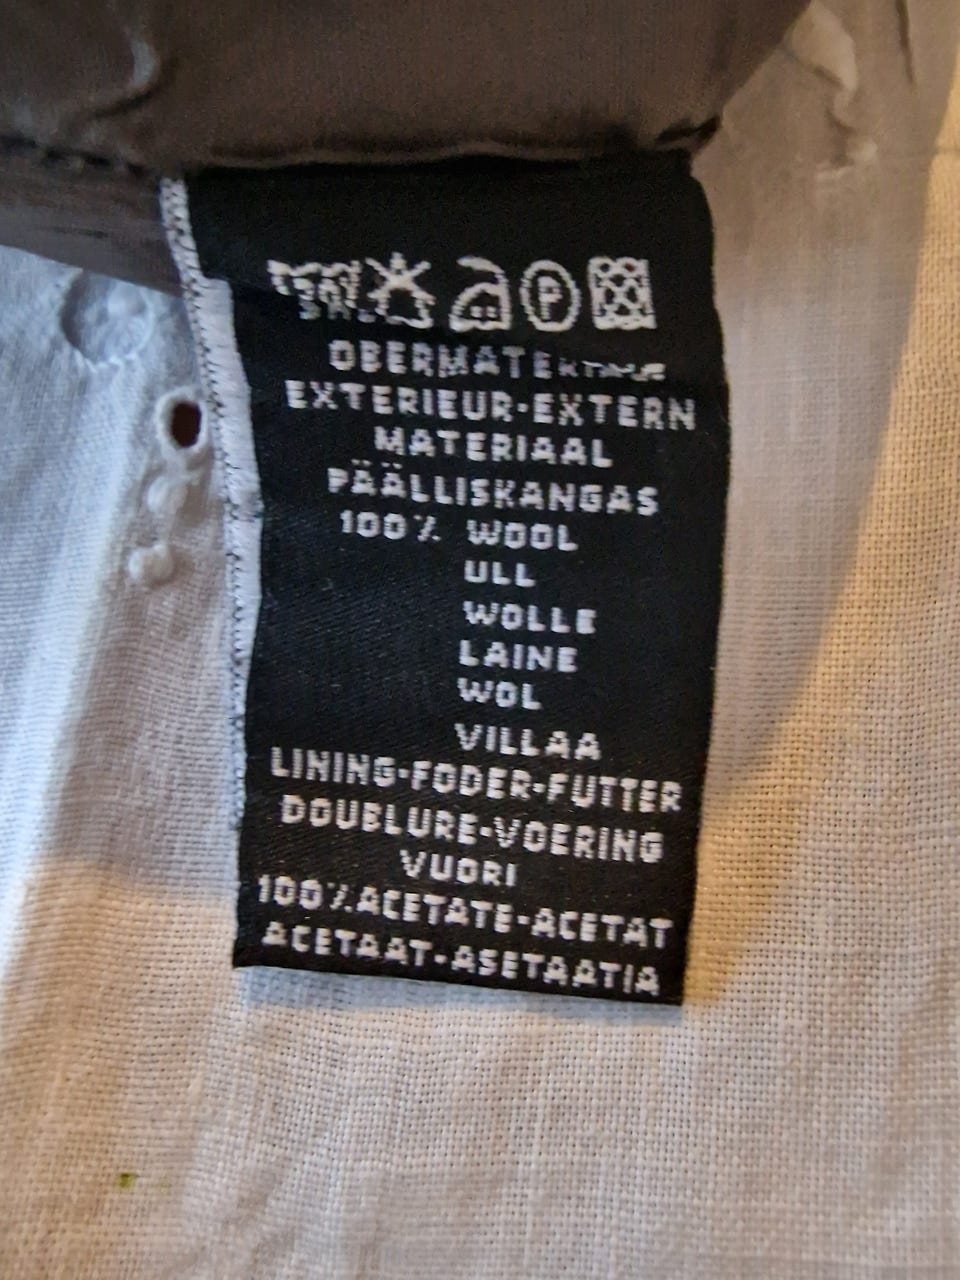 P
OBERMATE
EXTERIEUR-EXTERN
MATERIAAL
PÄÄLLISKANGAS
100% WOOL
ULL
WOLLE
LAINE
WOL
VILLAA
LINING-FODER-FUTTER
DOUBLURE-VOERING
VUORI
100%ACETATE-ACETAT
ACETAAT-ASETAATIA